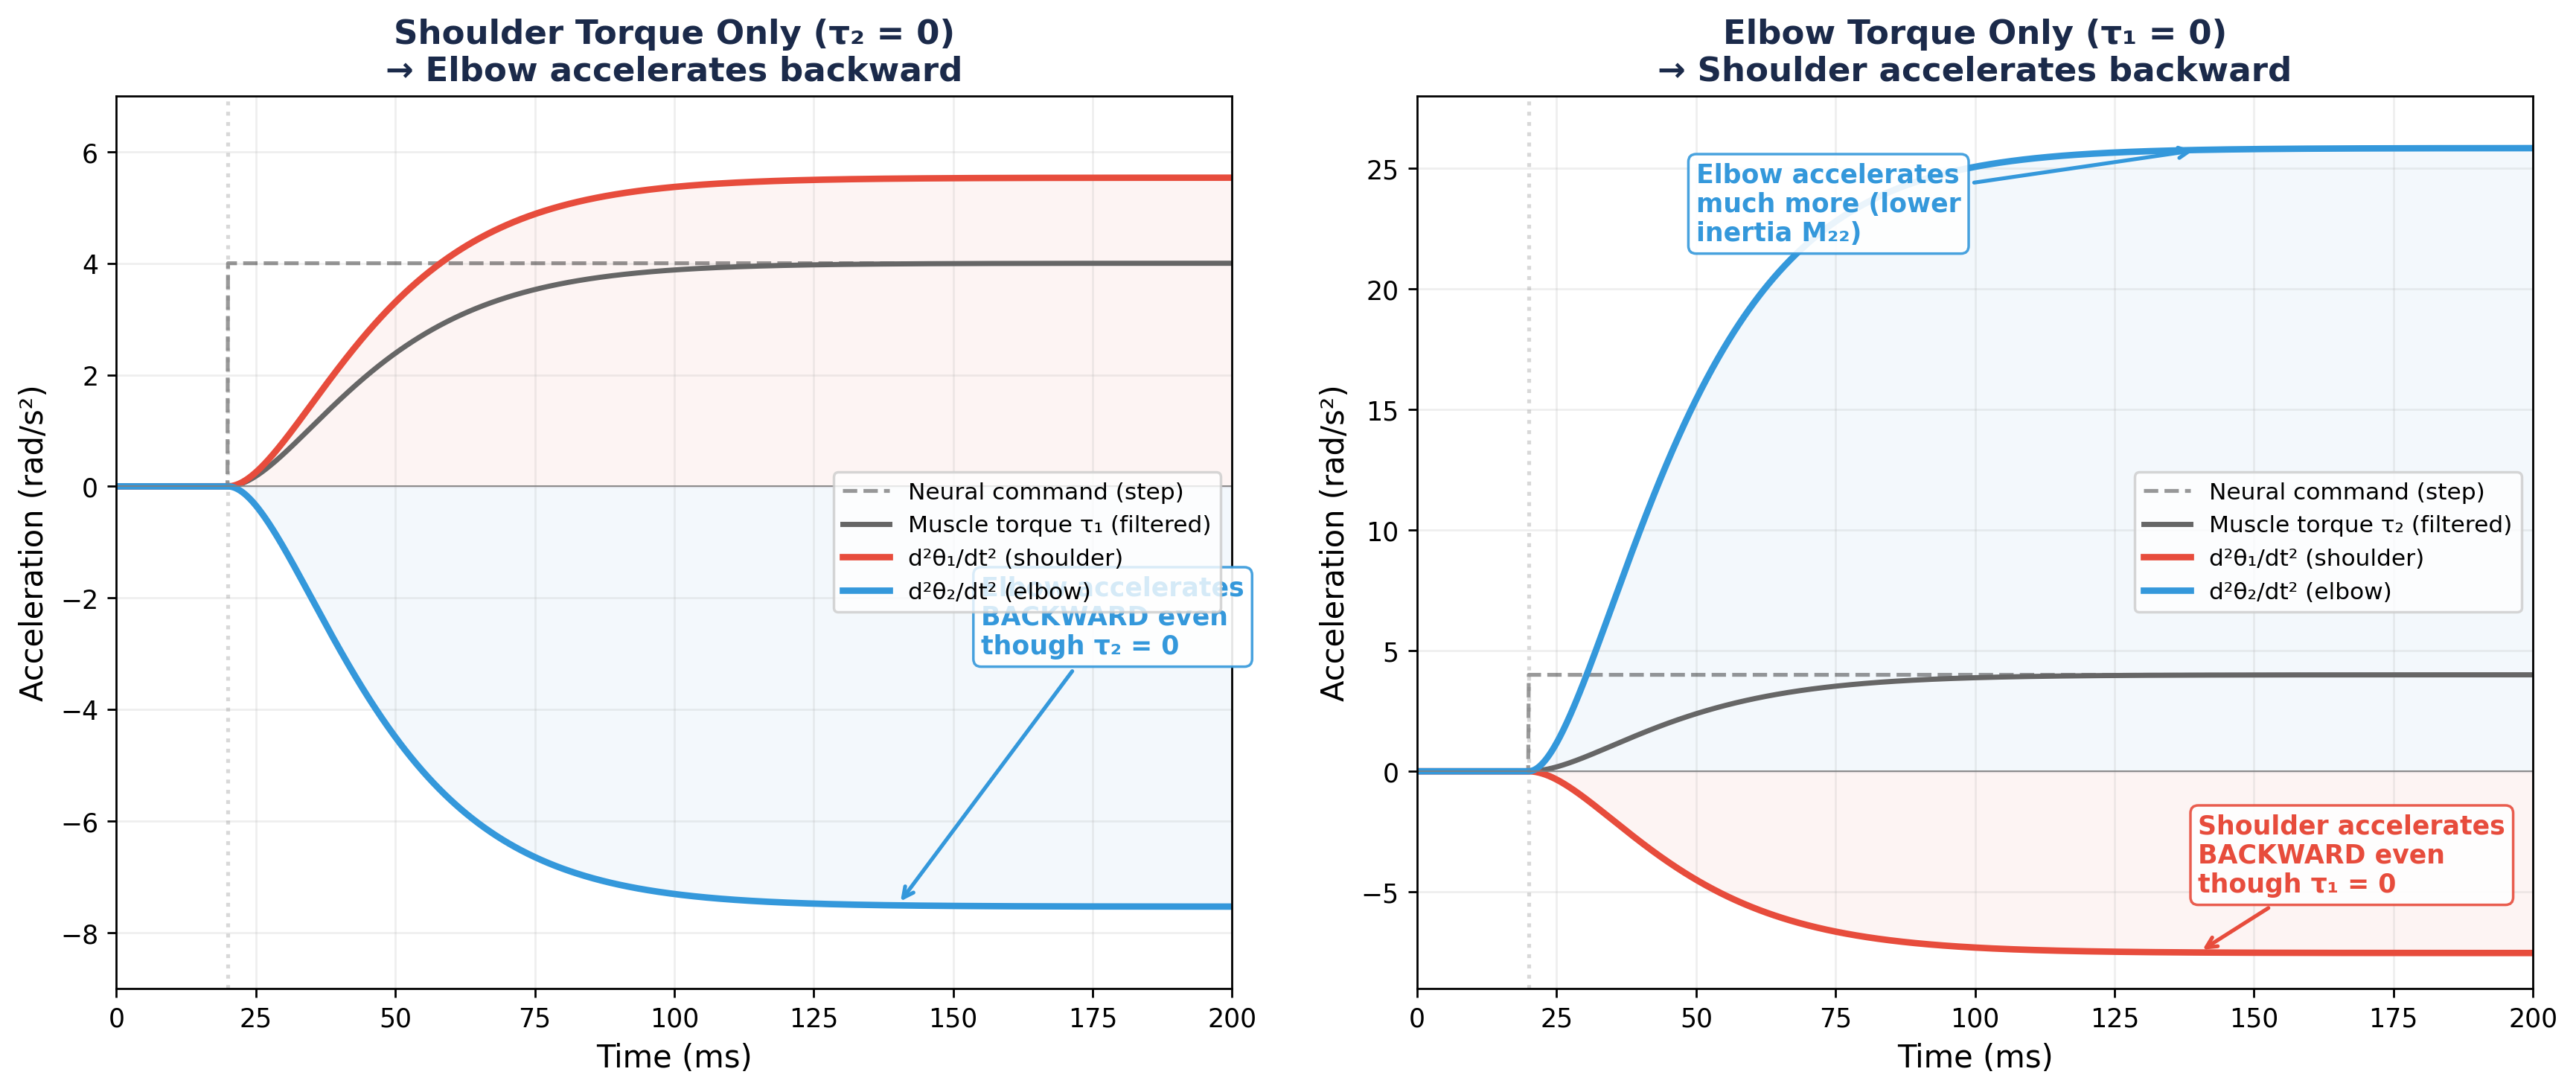 Shoulder Torque Only (τ₂ = 0)
→ Elbow accelerates backward
Acceleration (rad/s²)
6
4
2
0
−2
−4
−6
−8
Neural command (step)
Muscle torque τ₁ (filtered)
d²θ₁/dt² (shoulder)
d²θ₂/dt² (elbow)
Elbow accelerates
BACKWARD even
though τ₂ = 0
0 25 50 75 100 125 150 175 200
Time (ms)
Elbow Torque Only (τ₁ = 0)
→ Shoulder accelerates backward
Acceleration (rad/s²)
25
20
15
10
5
0
−5
Elbow accelerates
much more (lower
inertia M₂₂)
Neural command (step)
Muscle torque τ₂ (filtered)
d²θ₁/dt² (shoulder)
d²θ₂/dt² (elbow)
Shoulder accelerates
BACKWARD even
though τ₁ = 0
0 25 50 75 100 125 150 175 200
Time (ms)